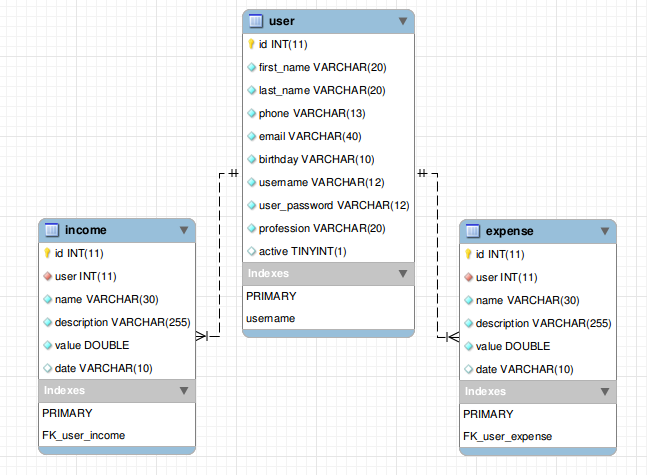 user
id INT(11)
first_name VARCHAR(20)
last_name VARCHAR(20)
phone VARCHAR(13)
email VARCHAR(40)
birthday VARCHAR(10)
username VARCHAR(12)
user_password VARCHAR(12)
profession VARCHAR(20)
active TINYINT(1)
Indexes
PRIMARY
username
income
id INT(11)
user INT(11)
name VARCHAR(30)
description VARCHAR(255)
value DOUBLE
date VARCHAR(10)
Indexes
PRIMARY
FK_user_income
expense
id INT(11)
user INT(11)
name VARCHAR(30)
description VARCHAR(255)
value DOUBLE
date VARCHAR(10)
Indexes
PRIMARY
FK_user_expense